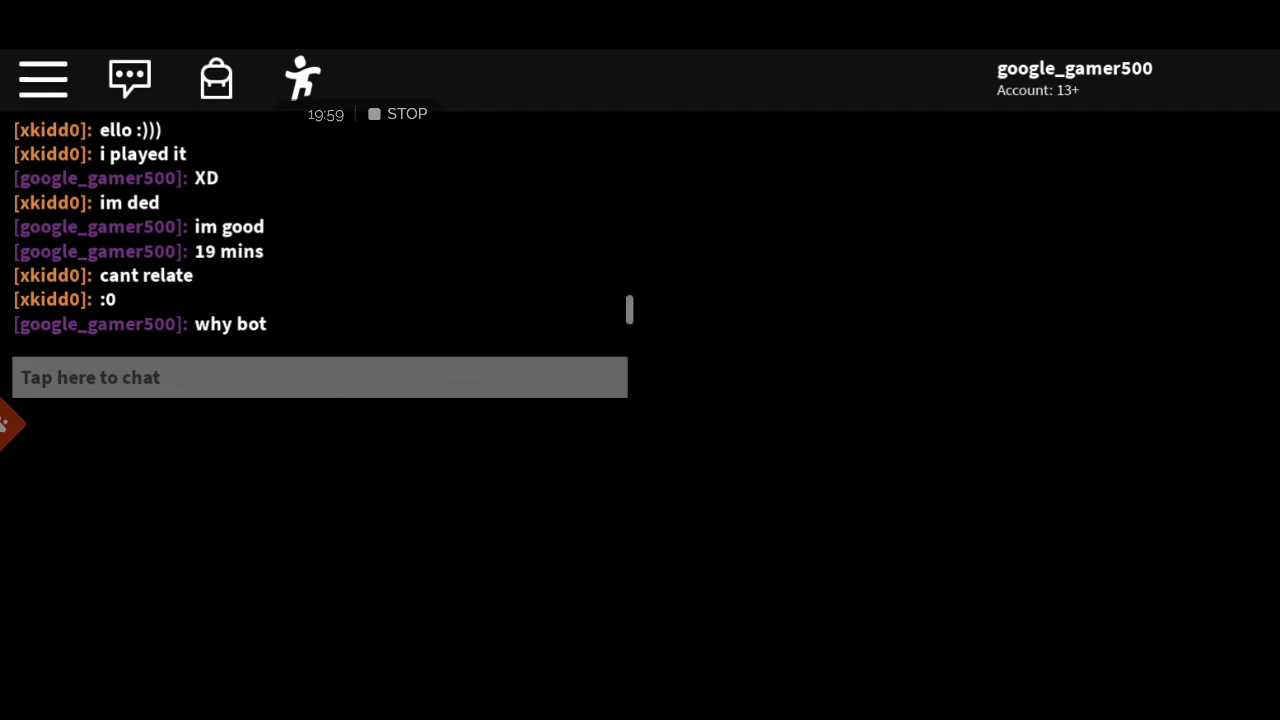 google_gamer500
Account: 13+
19:59 STOP
[xkidd0]: ello :)))
[xkidd0]: i played it
[google_gamer500]: XD
[xkidd0]: im ded
[google_gamer500]: im good
[google_gamer500]: 19 mins
[xkidd0]: cant relate
[xkidd0]: :0
[google_gamer500]: why bot
Tap here to chat